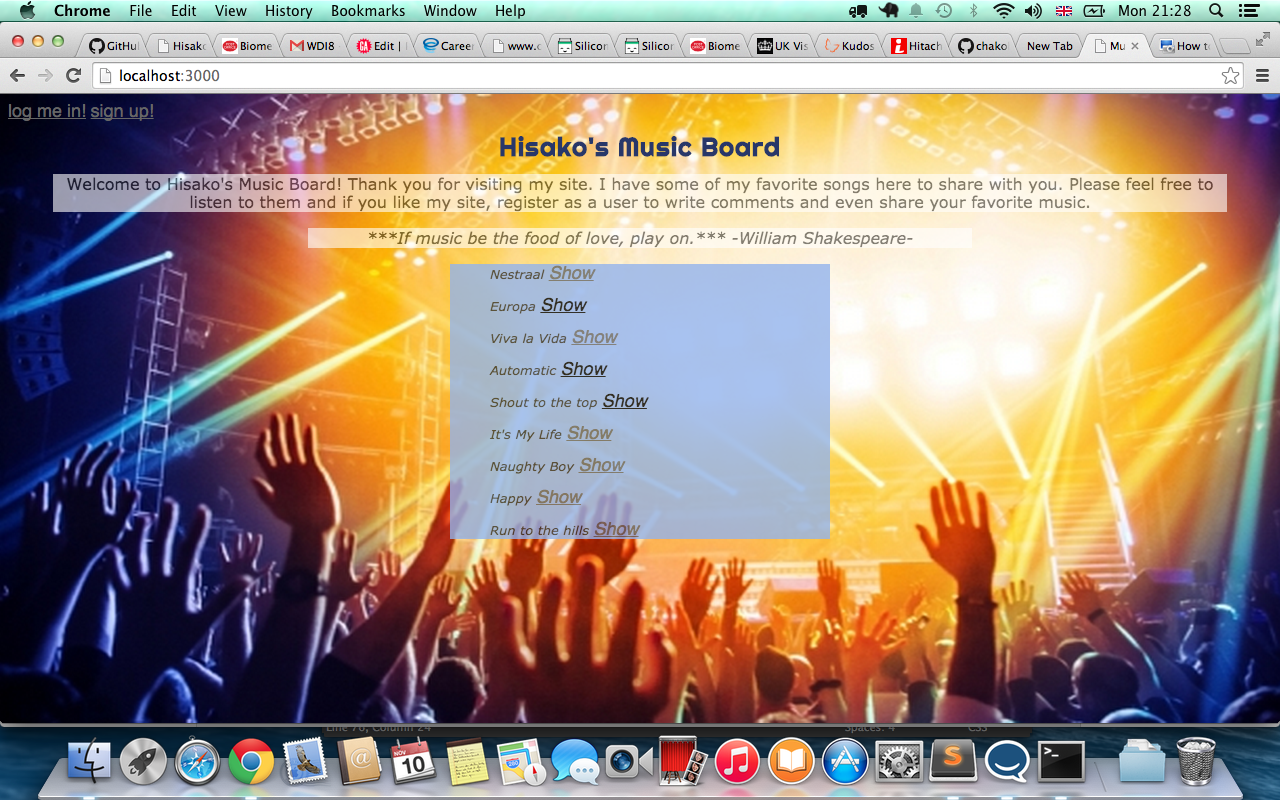 Chrome File Edit View History Bookmarks Window Help Mon 21:28
GitHu Hisak Biome WDI8 Edit | Career www.c Silicon Silicon Biome UK Vis Kudos Hitach chako New Tab Mu How t
localhost:3000
log me in! sign up!
Hisako's Music Board
Welcome to Hisako's Music Board! Thank you for visiting my site. I have some of my favorite songs here to share with you. Please feel free to
listen to them and if you like my site, register as a user to write comments and even share your favorite music.
***If music be the food of love, play on.*** -William Shakespeare-
Nestraal Show
Europa Show
Viva la Vida Show
Automatic Show
Shout to the top Show
It's My Life Show
Naughty Boy Show
Happy Show
Run to the hills Show
Line 76, Column 24 Spaces: 4 CSS
NOV
10